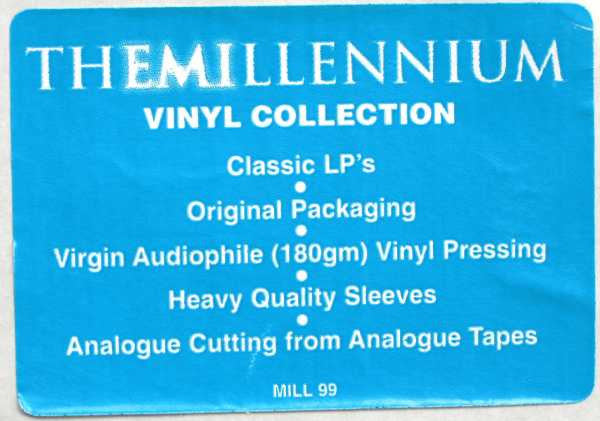 THEMILLENNIUM
VINYL COLLECTION
Classic LP's
•
Original Packaging
•
Virgin Audiophile (180gm) Vinyl Pressing
•
Heavy Quality Sleeves
•
Analogue Cutting from Analogue Tapes
MILL 99